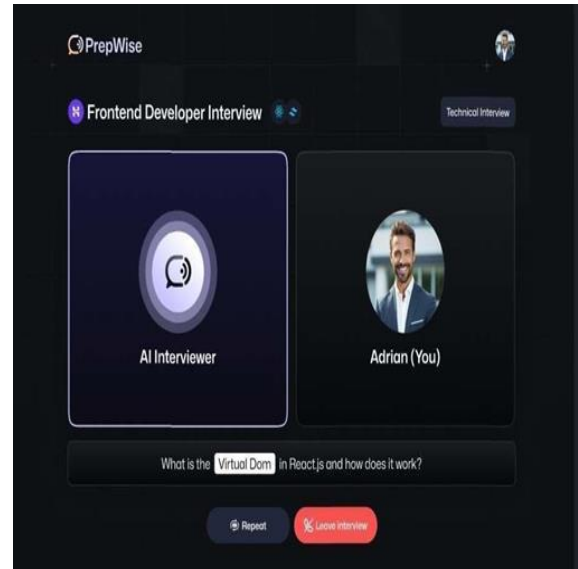 PrepWise
Frontend Developer Interview
Technical Interview
AI Interviewer
Adrian (You)
What is the Virtual Dom in React.js and how does it work?
Repeat
Leave interview